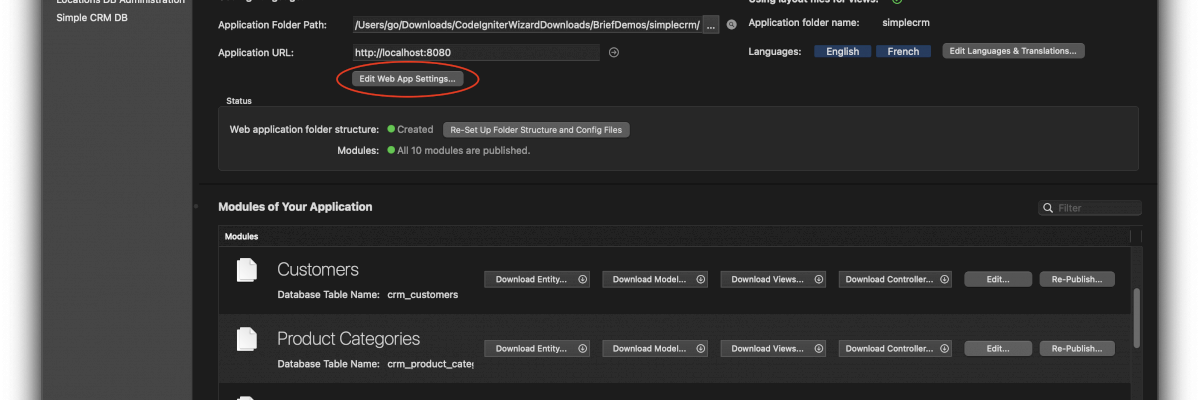 Locations DB Administration
Using layout files for views:
Application Folder Path: /Users/go/Downloads/CodeIgniterWizardDownloads/BriefDemos/simplecrm/ ... Application folder name: simplecrm
Simple CRM DB
Application URL: http://localhost:8080 Languages: English French Edit Languages & Translations...
Edit Web App Settings...
Status
Web application folder structure: Created Re-Set Up Folder Structure and Config Files
Modules: All 10 modules are published.
Modules of Your Application Filter
Modules
Customers
Download Entity... Download Model... Download Views... Download Controller... Edit... Re-Publish...
Database Table Name: crm_customers
Product Categories
Download Entity... Download Model... Download Views... Download Controller... Edit... Re-Publish...
Database Table Name: crm_product_categ